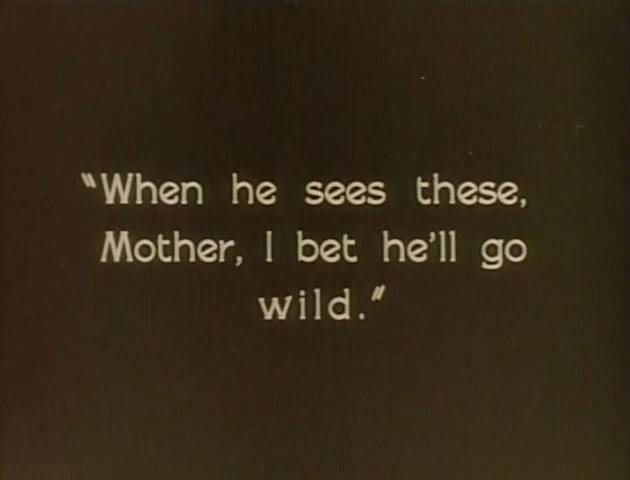 "When he sees these,
Mother, I bet he'll go
wild."